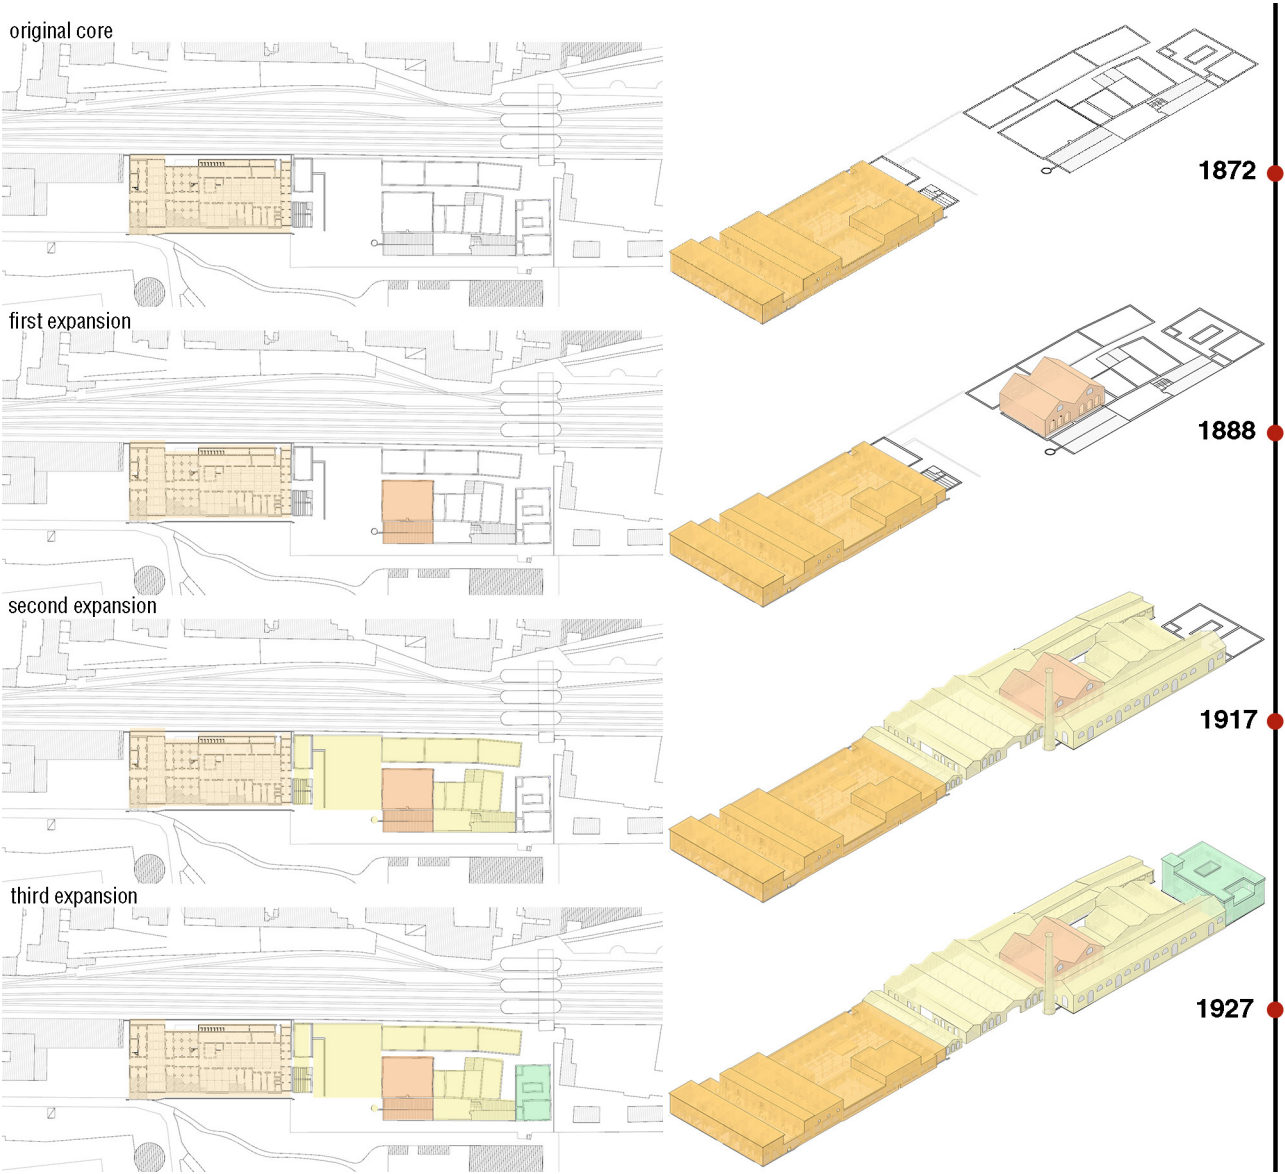 original core
1872
first expansion
1888
second expansion
1917
third expansion
1927